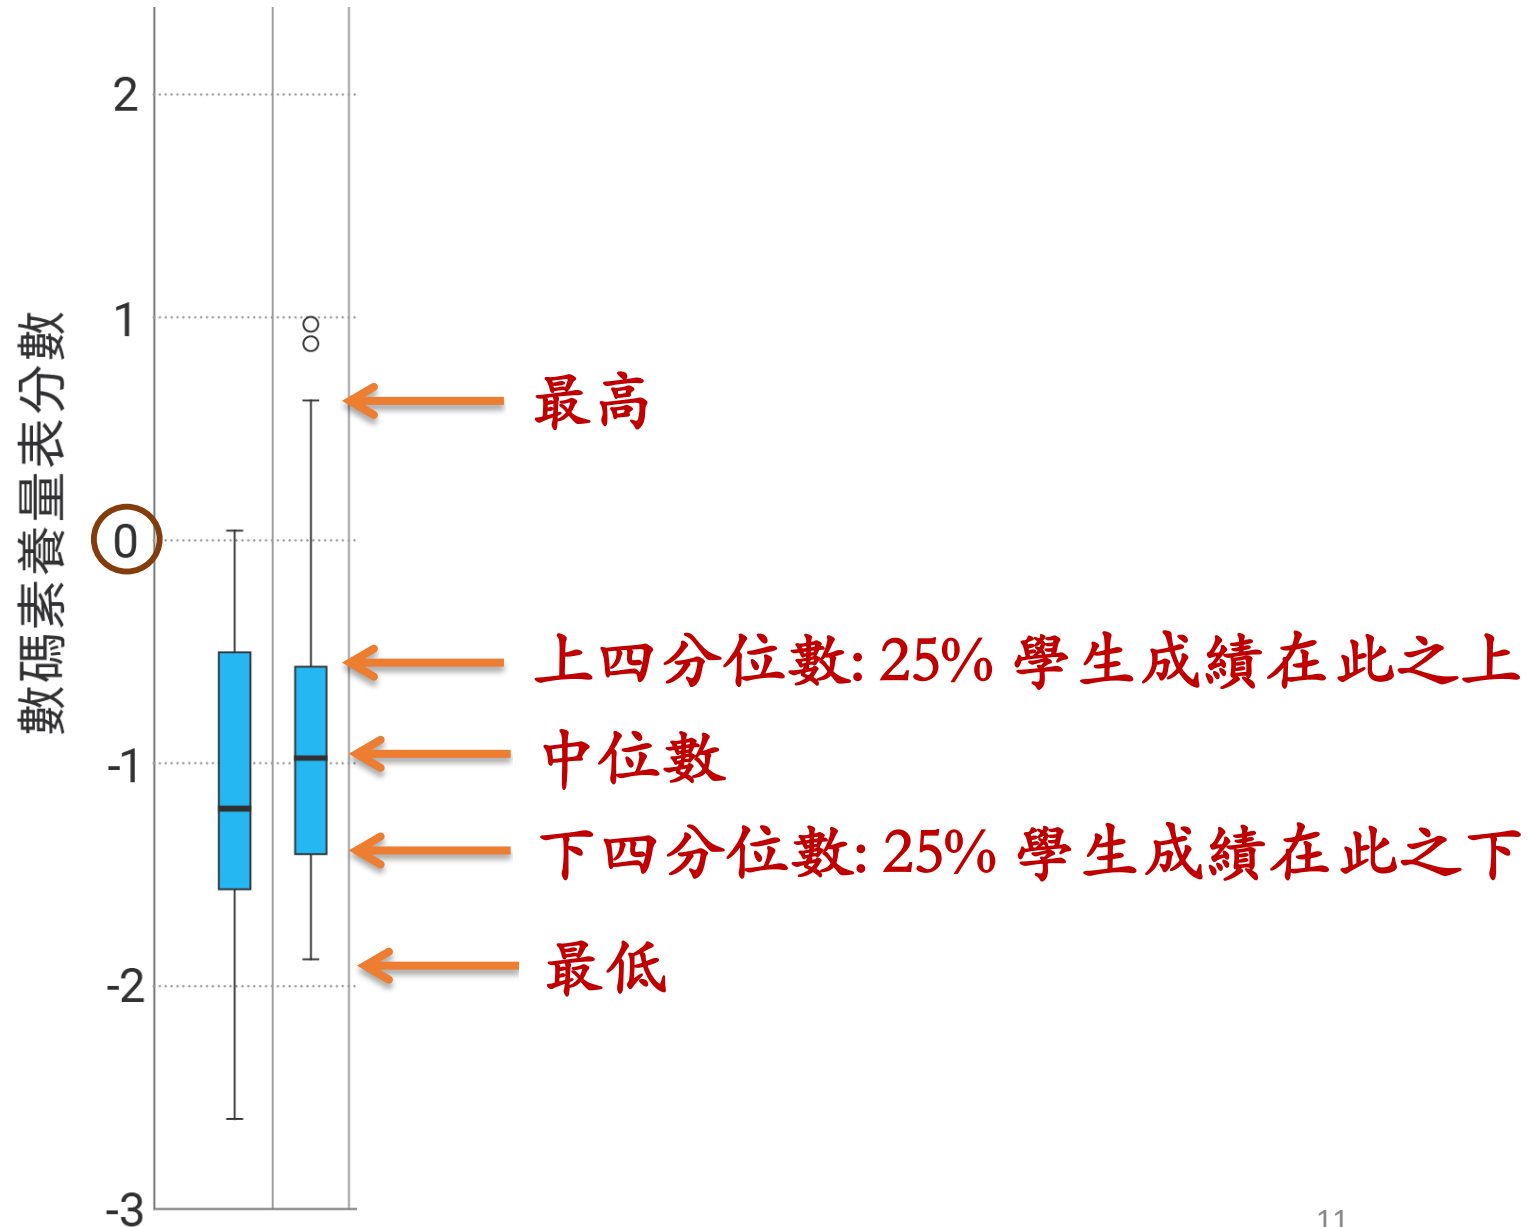 數碼素養量表分數
2
1
0
-1
-2
-3
最高
上四分位數: 25% 學生成績在此之上
中位數
下四分位數: 25% 學生成績在此之下
最低
11